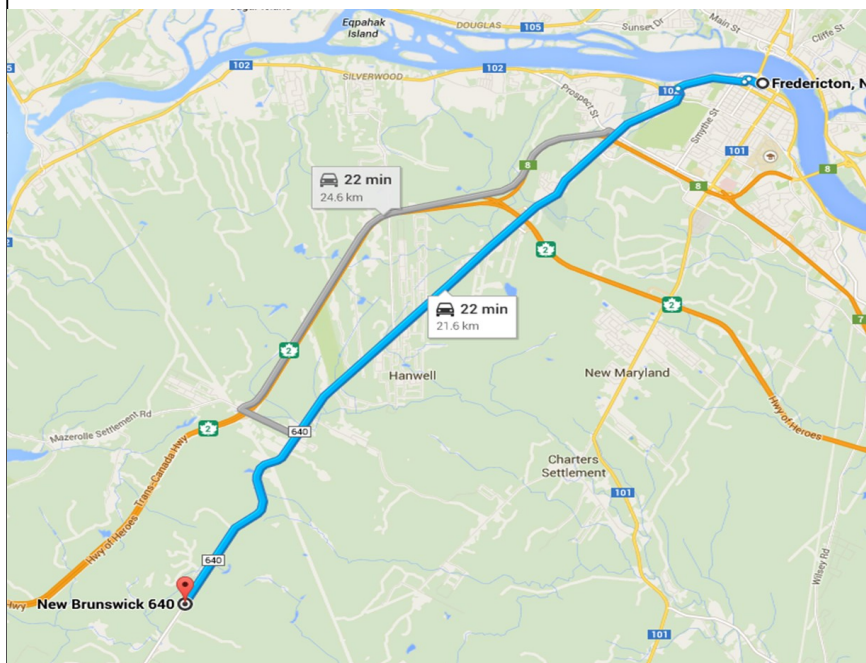 Eqpahak
Island
DOUGLAS
105
Sunset Dr
Main St
Cliffe St
102
SILVERWOOD
102
102
Prospect St
Fredericton, N
Smythe St
101
8
8
8
22 min
24.6 km
2
22 min
21.6 km
2
2
7
Hanwell
New Maryland
Hwy of Heroes
640
Mazerolle Settlement Rd
2
Hwy of Heroes Trans-Canada Hwy
Charters
Settlement
101
640
Wilsey Rd
New Brunswick 640
Hwy
101